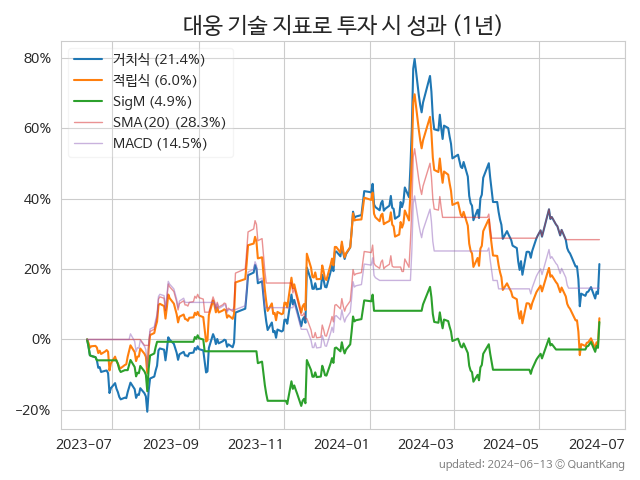 대웅 기술 지표로 투자 시 성과 (1년)
거치식 (21.4%)
적립식 (6.0%)
SigM (4.9%)
SMA(20) (28.3%)
MACD (14.5%)
80%
60%
40%
20%
0%
−20%
2023-07 2023-09 2023-11 2024-01 2024-03 2024-05 2024-07
updated: 2024-06-13 © QuantKang